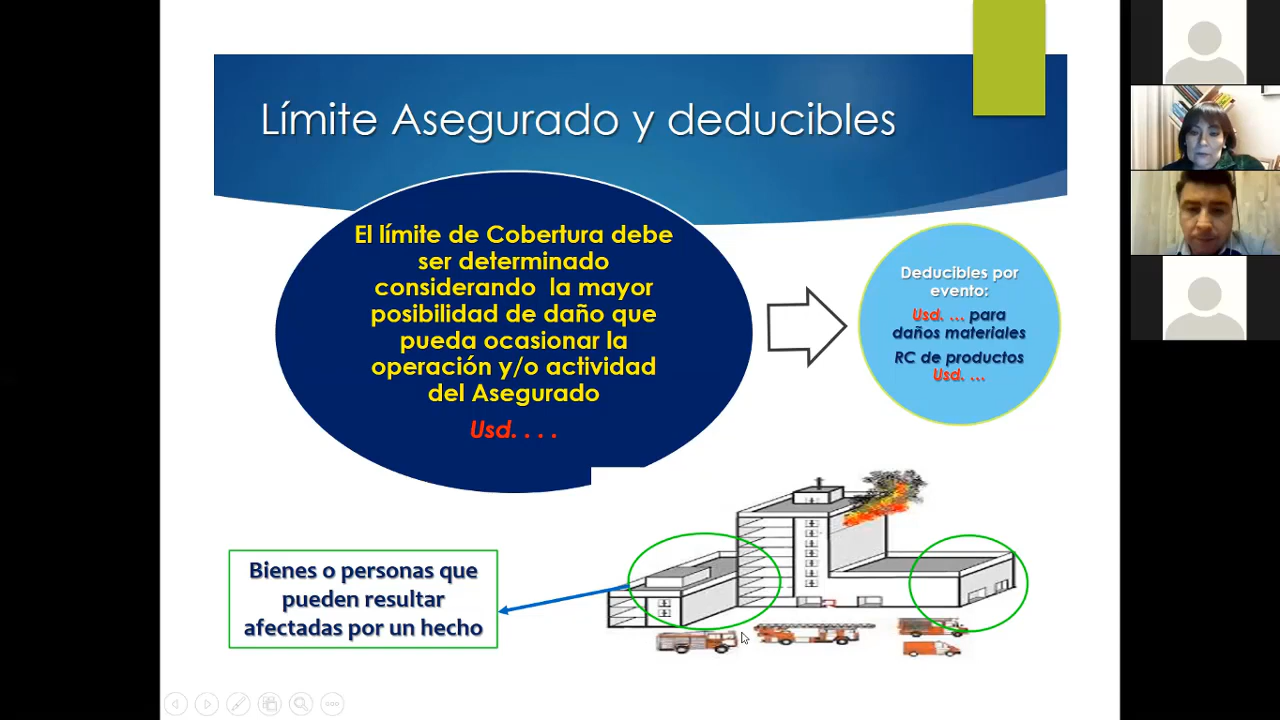 Límite Asegurado y deducibles
El límite de Cobertura debe
ser determinado
considerando la mayor
posibilidad de daño que
pueda ocasionar la
operación y/o actividad
del Asegurado
Usd. . . .
Deducibles por
evento:
Usd. ... para
daños materiales
RC de productos
Usd. ...
Bienes o personas que
pueden resultar
afectadas por un hecho